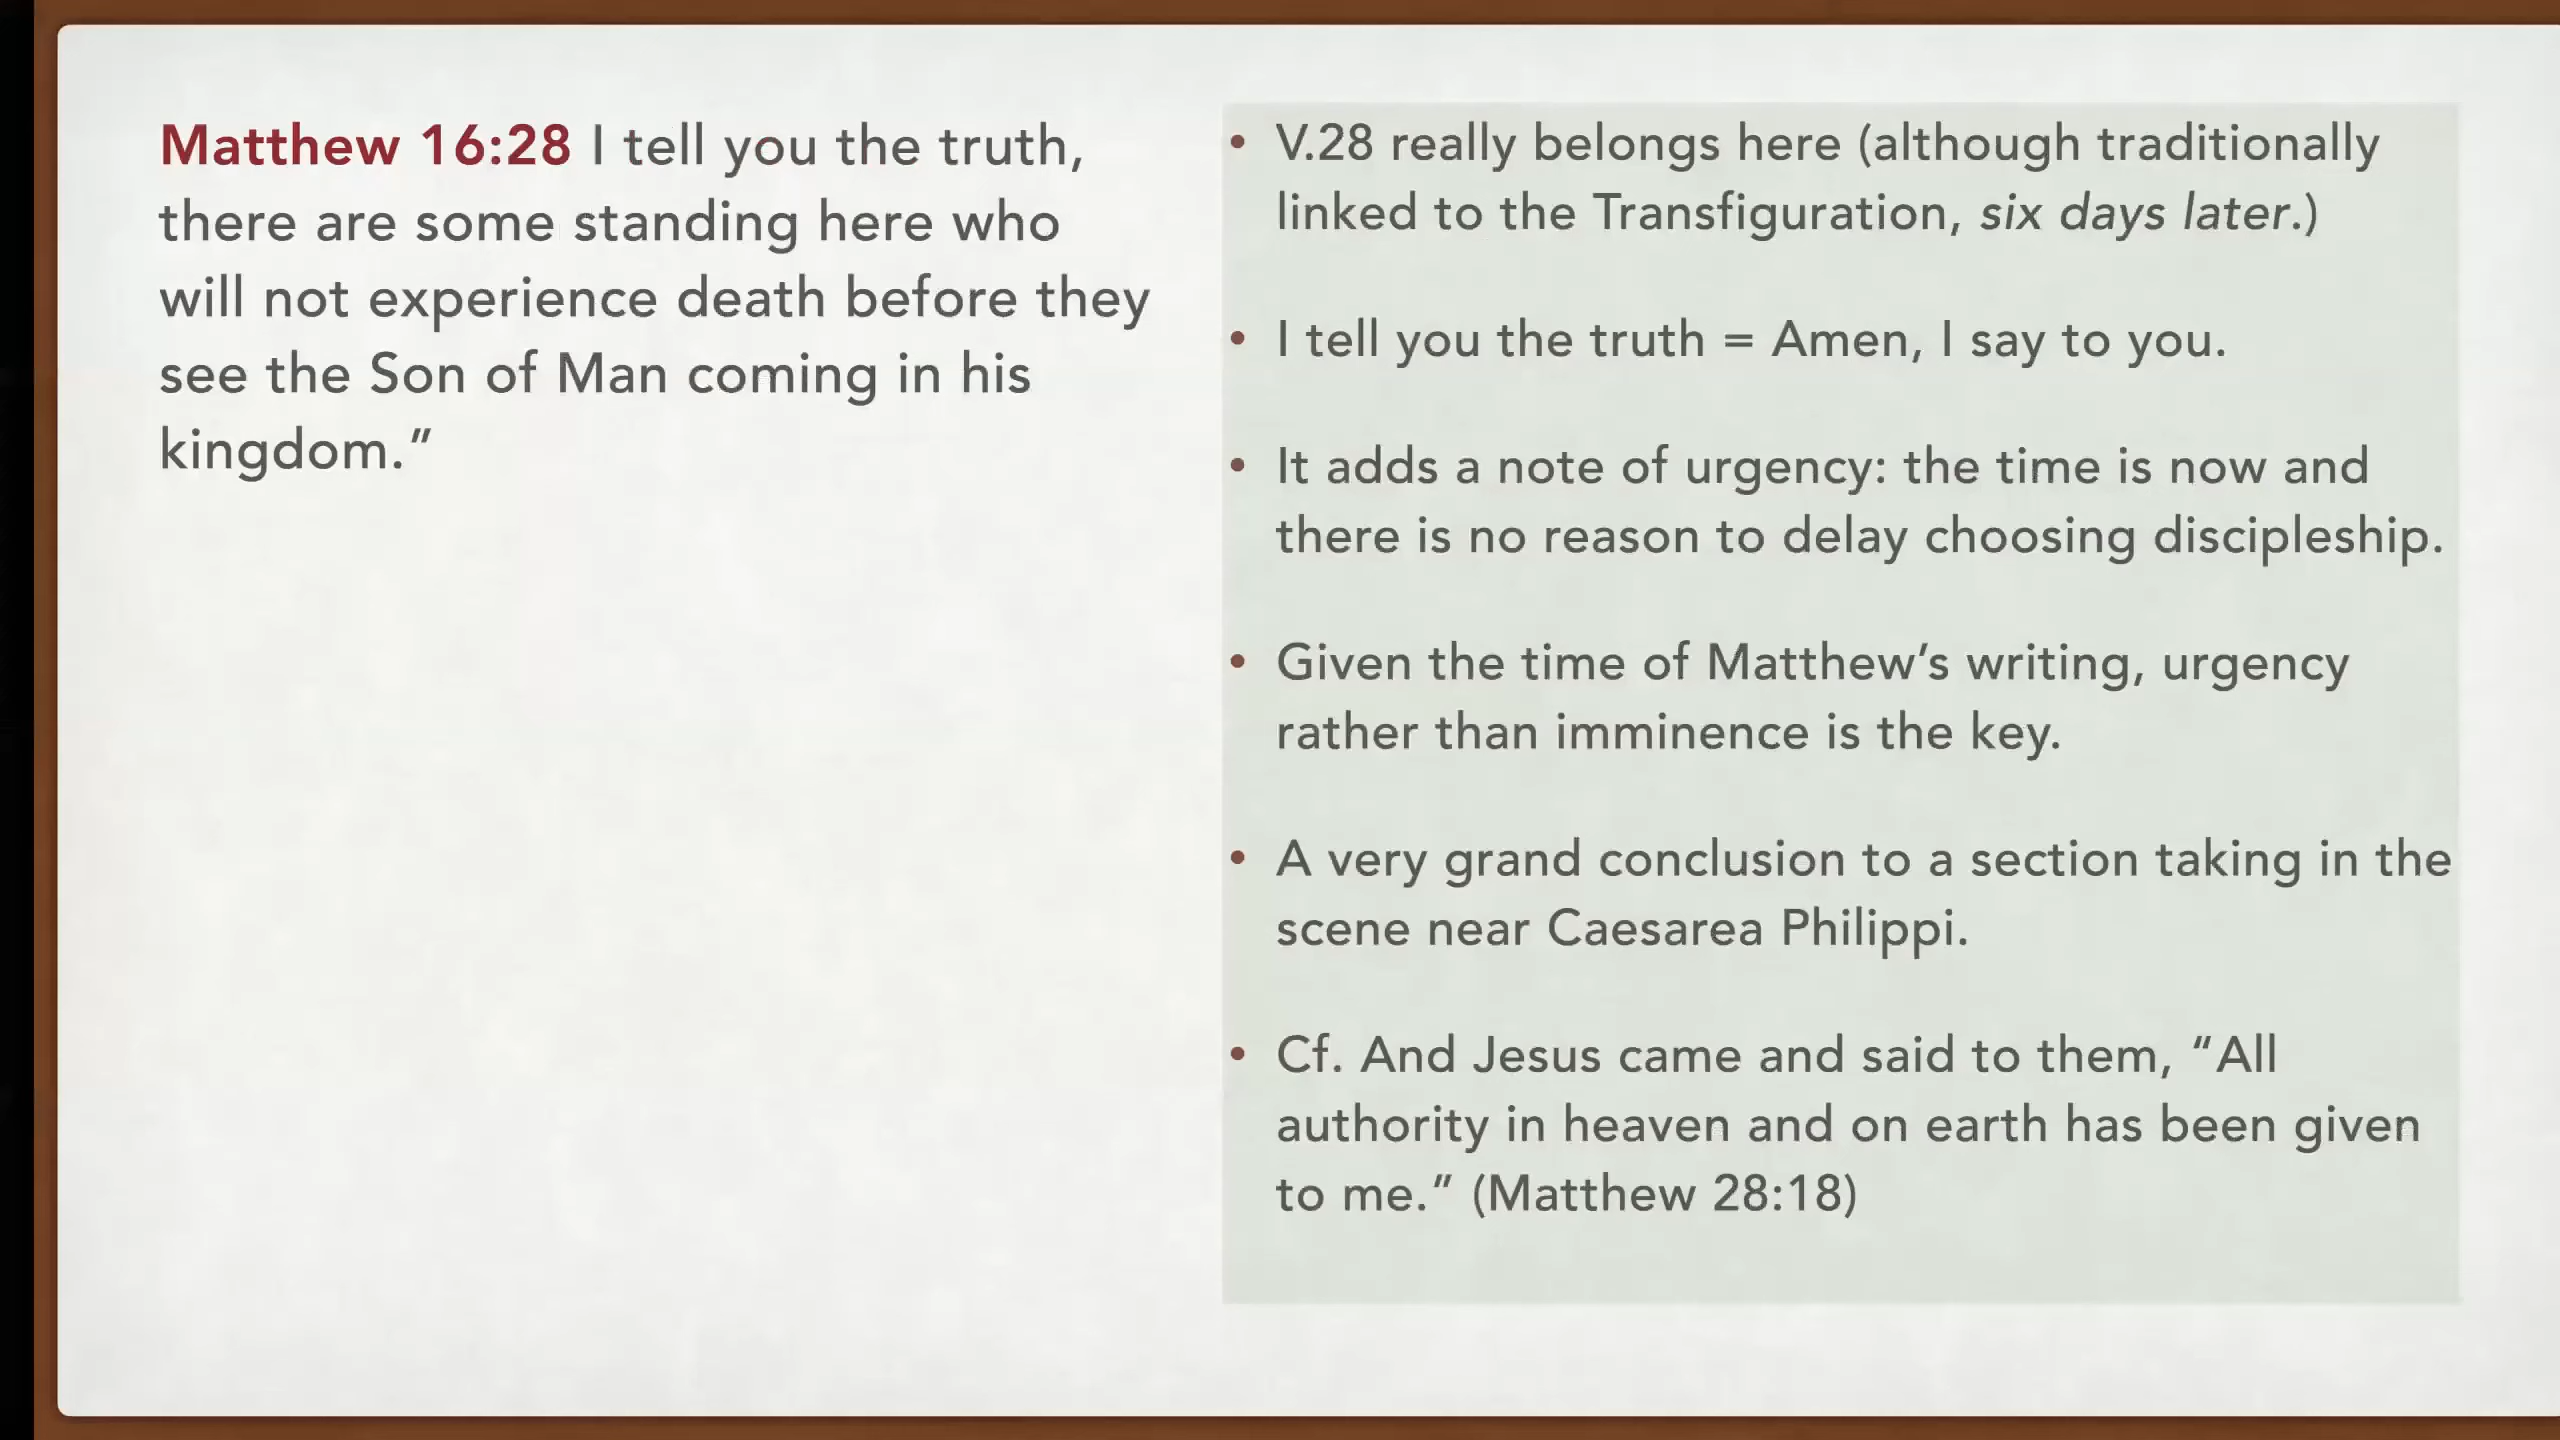 Matthew 16:28 I tell you the truth,
there are some standing here who
will not experience death before they
see the Son of Man coming in his
kingdom.”
• V.28 really belongs here (although traditionally
linked to the Transfiguration, six days later.)
• I tell you the truth = Amen, I say to you.
• It adds a note of urgency: the time is now and
there is no reason to delay choosing discipleship.
• Given the time of Matthew’s writing, urgency
rather than imminence is the key.
• A very grand conclusion to a section taking in the
scene near Caesarea Philippi.
• Cf. And Jesus came and said to them, “All
authority in heaven and on earth has been given
to me.” (Matthew 28:18)